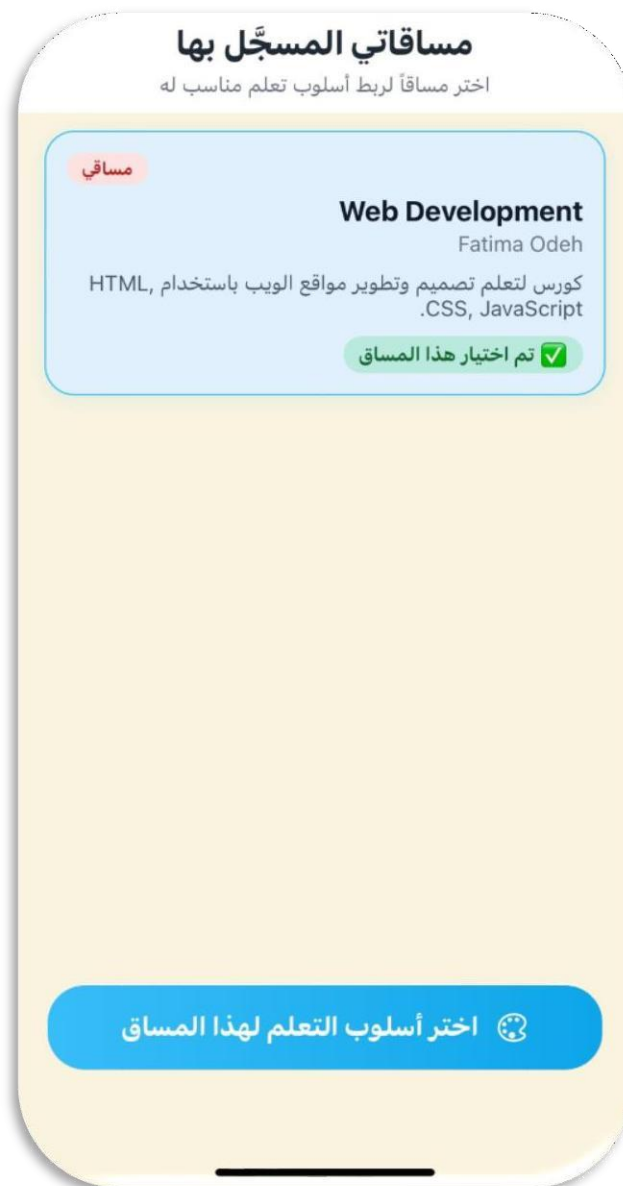 مساقاتي المسجَّل بها
اختر مساقاً لربط أسلوب تعلم مناسب له
مساقي
Web Development
Fatima Odeh
كورس لتعلم تصميم وتطوير مواقع الويب باستخدام HTML,
CSS, JavaScript.
✅ تم اختيار هذا المساق
اختر أسلوب التعلم لهذا المساق